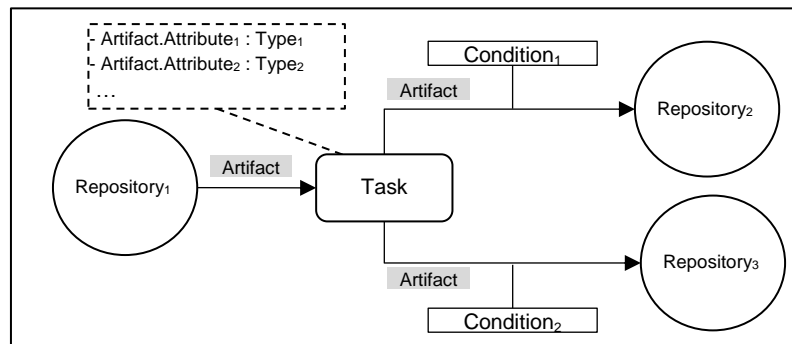 - Artifact.Attribute₁ : Type₁
- Artifact.Attribute₂ : Type₂
...
Condition₁
Artifact
Repository₂
Repository₁
Artifact
Task
Repository₃
Artifact
Condition₂